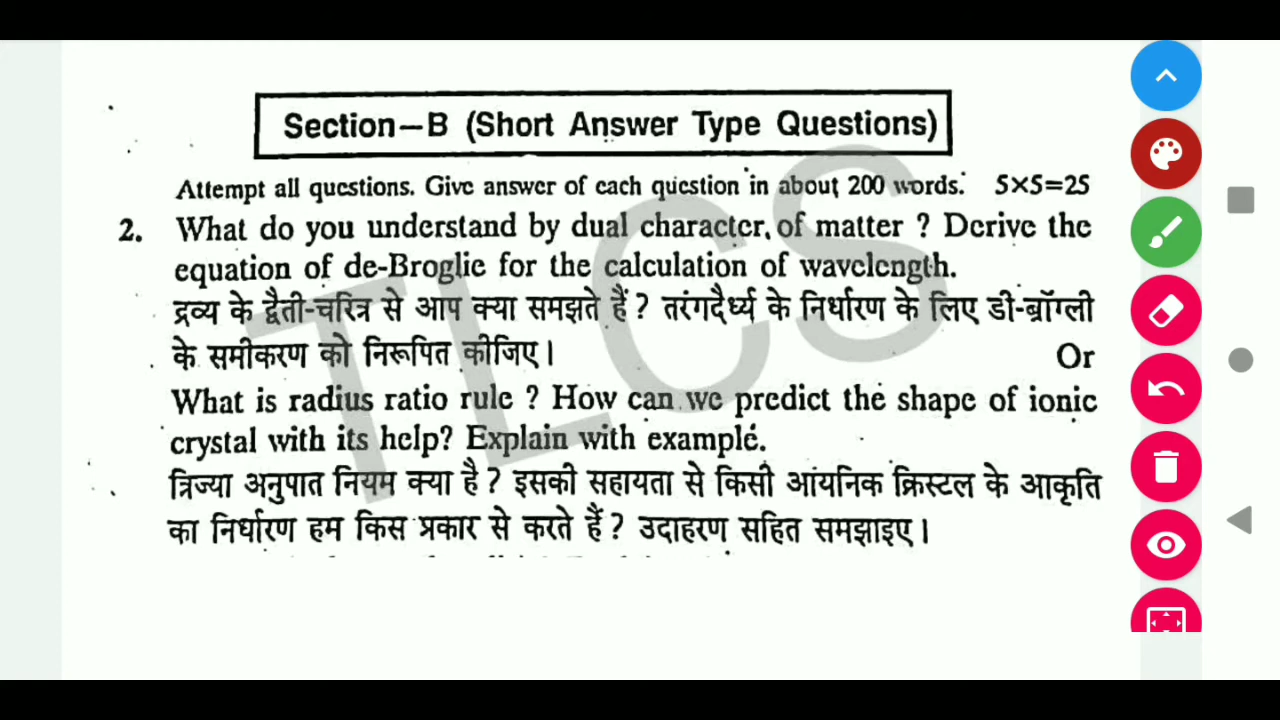 Section–B (Short Answer Type Questions)
Attempt all questions. Give answer of each question in about 200 words. 5×5=25
2. What do you understand by dual character of matter ? Derive the
equation of de-Broglie for the calculation of wavelength.
द्रव्य के द्वैती-चरित्र से आप क्या समझते हैं ? तरंगदैर्ध्य के निर्धारण के लिए डी-ब्रॉग्ली
के समीकरण को निरूपित कीजिए।
Or
What is radius ratio rule ? How can we predict the shape of ionic
crystal with its help? Explain with example.
त्रिज्या अनुपात नियम क्या है ? इसकी सहायता से किसी आयनिक क्रिस्टल के आकृति
का निर्धारण हम किस प्रकार से करते हैं ? उदाहरण सहित समझाइए।
TLCS